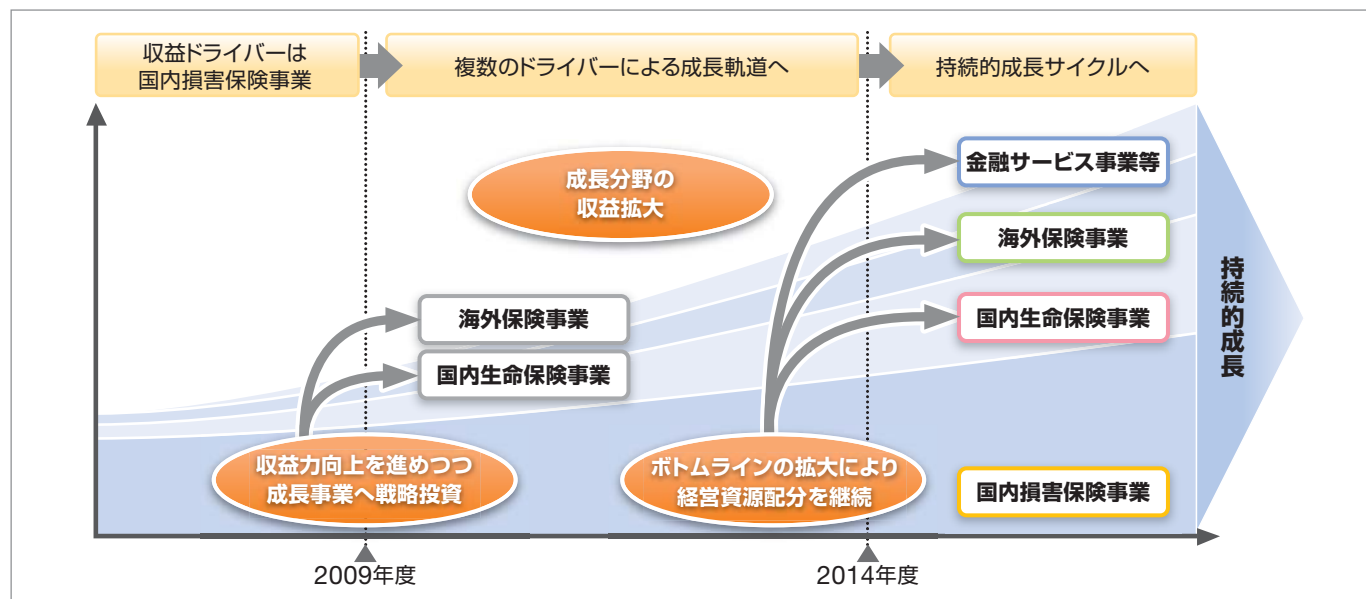 収益ドライバーは
国内損害保険事業
複数のドライバーによる成長軌道へ
持続的成長サイクルへ
成長分野の
収益拡大
金融サービス事業等
海外保険事業
国内生命保険事業
海外保険事業
国内生命保険事業
持続的成長
収益力向上を進めつつ
成長事業へ戦略投資
ボトムラインの拡大により
経営資源配分を継続
国内損害保険事業
2009年度
2014年度